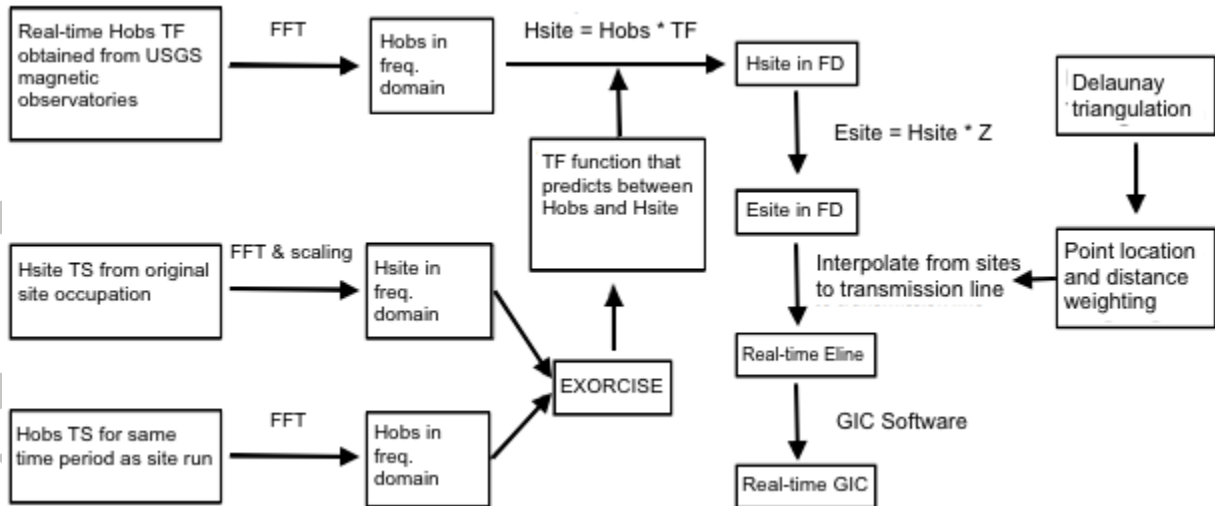 Real-time Hobs TF
obtained from USGS
magnetic
observatories
FFT
Hobs in
freq.
domain
Hsite = Hobs * TF
Hsite in FD
Delaunay
triangulation
TF function that
predicts between
Hobs and Hsite
Esite = Hsite * Z
Esite in FD
Hsite TS from original
site occupation
FFT & scaling
Hsite in
freq.
domain
Interpolate from sites
to transmission line
Point location
and distance
weighting
Real-time Eline
EXORCISE
Hobs TS for same
time period as site run
FFT
Hobs in
freq.
domain
GIC Software
Real-time GIC